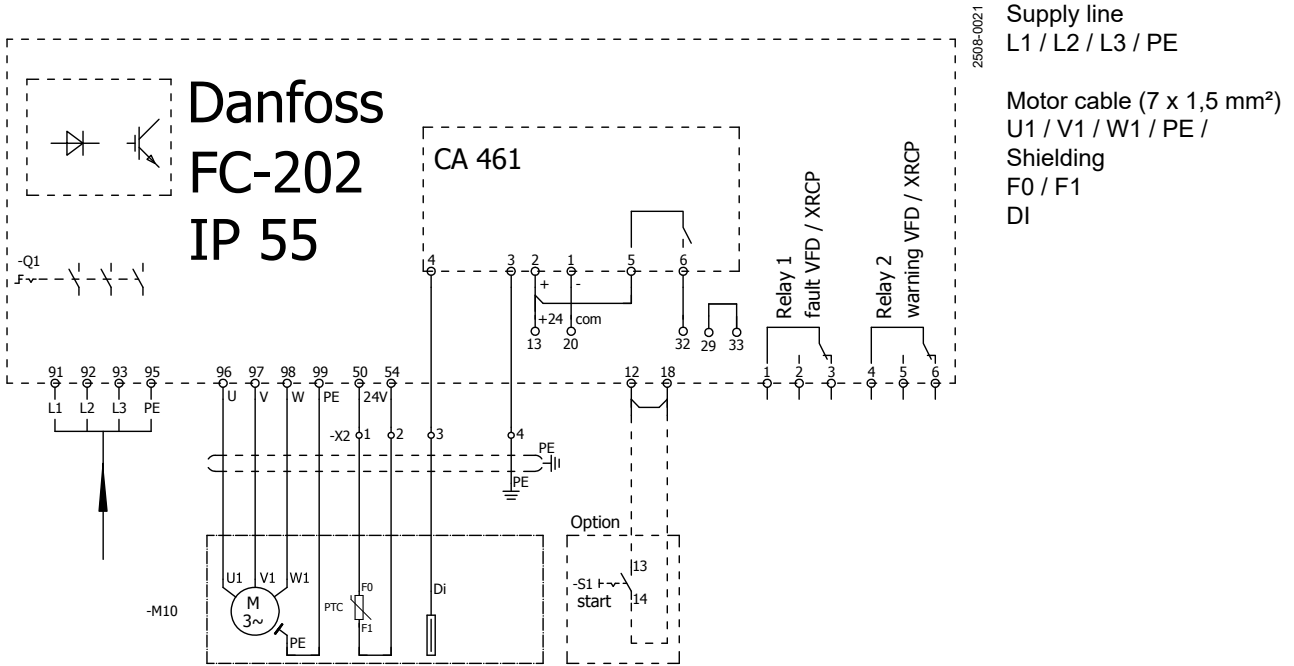 2508-0021
Supply line
L1 / L2 / L3 / PE
Motor cable (7 x 1,5 mm²)
U1 / V1 / W1 / PE /
Shielding
F0 / F1
DI
Danfoss
FC-202
IP 55
CA 461
-Q1
4 3 2 1 5 6
+ -
+24 com
13 20 32 29 33
Relay 1
fault VFD / XRCP
Relay 2
warning VFD / XRCP
91 92 93 95 96 97 98 99 50 54 12 18 1 2 3 4 5 6
L1 L2 L3 PE U V W PE 24V
-X2 1 2 3 4
PE
PE
Option
U1 V1 W1 F0 Di 13
-S1
start
14
-M10
M
3~
PTC
F1
PE